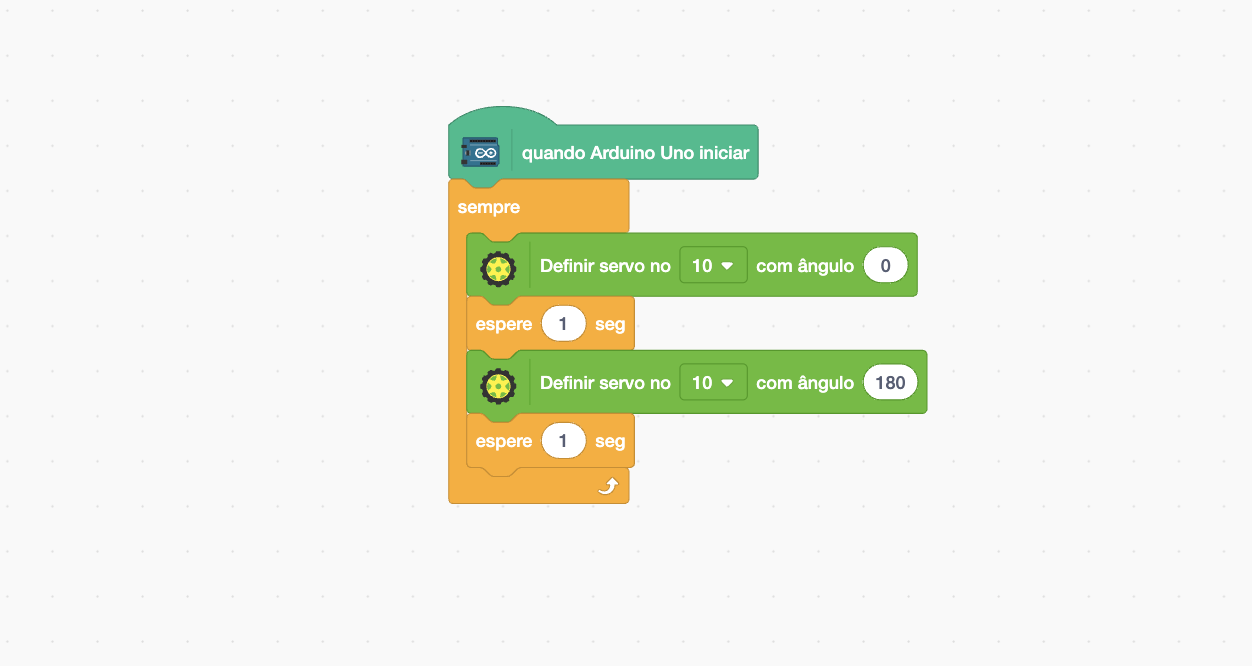 quando Arduino Uno iniciar
sempre
Definir servo no 10 com ângulo 0
espere 1 seg
Definir servo no 10 com ângulo 180
espere 1 seg